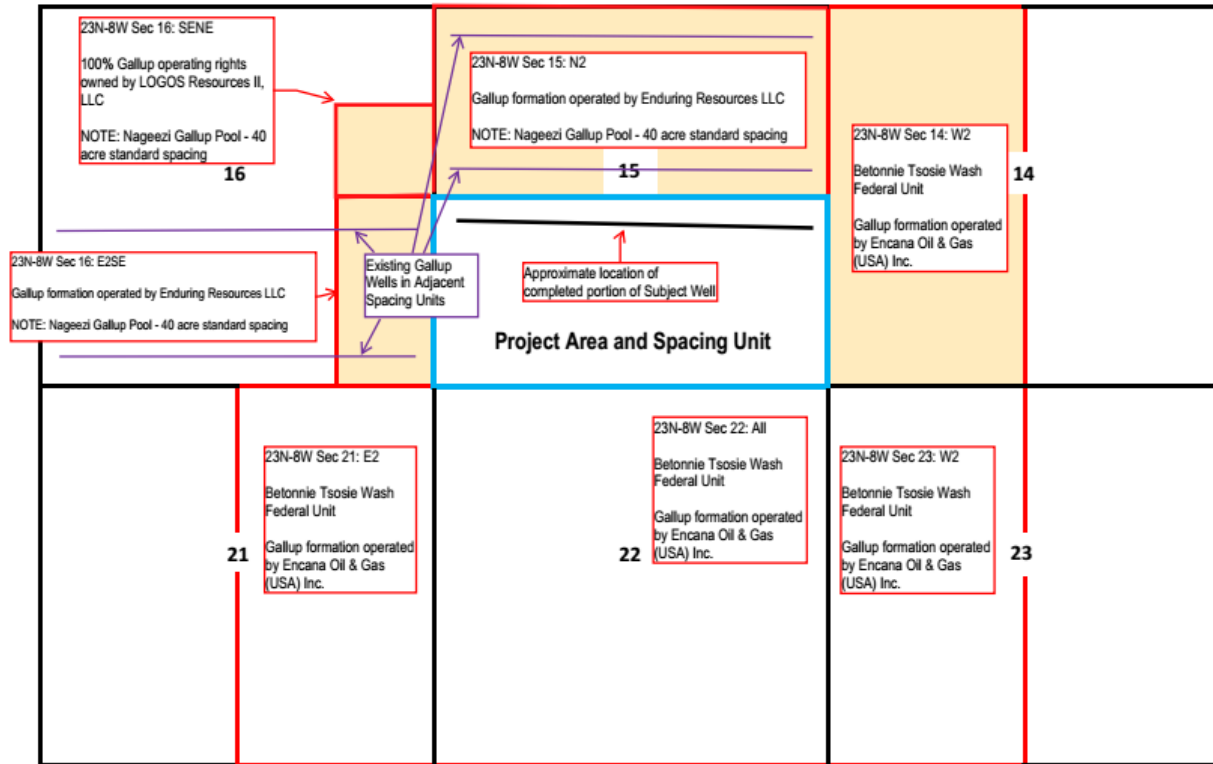 23N-8W Sec 16: SENE
100% Gallup operating rights
owned by LOGOS Resources II,
LLC
NOTE: Nageezi Gallup Pool - 40
acre standard spacing
16
23N-8W Sec 15: N2
Gallup formation operated by Enduring Resources LLC
NOTE: Nageezi Gallup Pool - 40 acre standard spacing
15
23N-8W Sec 14: W2
Betonnie Tsosie Wash
Federal Unit
Gallup formation operated
by Encana Oil & Gas
(USA) Inc.
14
23N-8W Sec 16: E2SE
Gallup formation operated by Enduring Resources LLC
NOTE: Nageezi Gallup Pool - 40 acre standard spacing
Existing Gallup
Wells in Adjacent
Spacing Units
Approximate location of
completed portion of Subject Well
Project Area and Spacing Unit
23N-8W Sec 21: E2
Betonnie Tsosie Wash
Federal Unit
Gallup formation operated
by Encana Oil & Gas
(USA) Inc.
21
23N-8W Sec 22: All
Betonnie Tsosie Wash
Federal Unit
Gallup formation operated
by Encana Oil & Gas
(USA) Inc.
22
23N-8W Sec 23: W2
Betonnie Tsosie Wash
Federal Unit
Gallup formation operated
by Encana Oil & Gas
(USA) Inc.
23